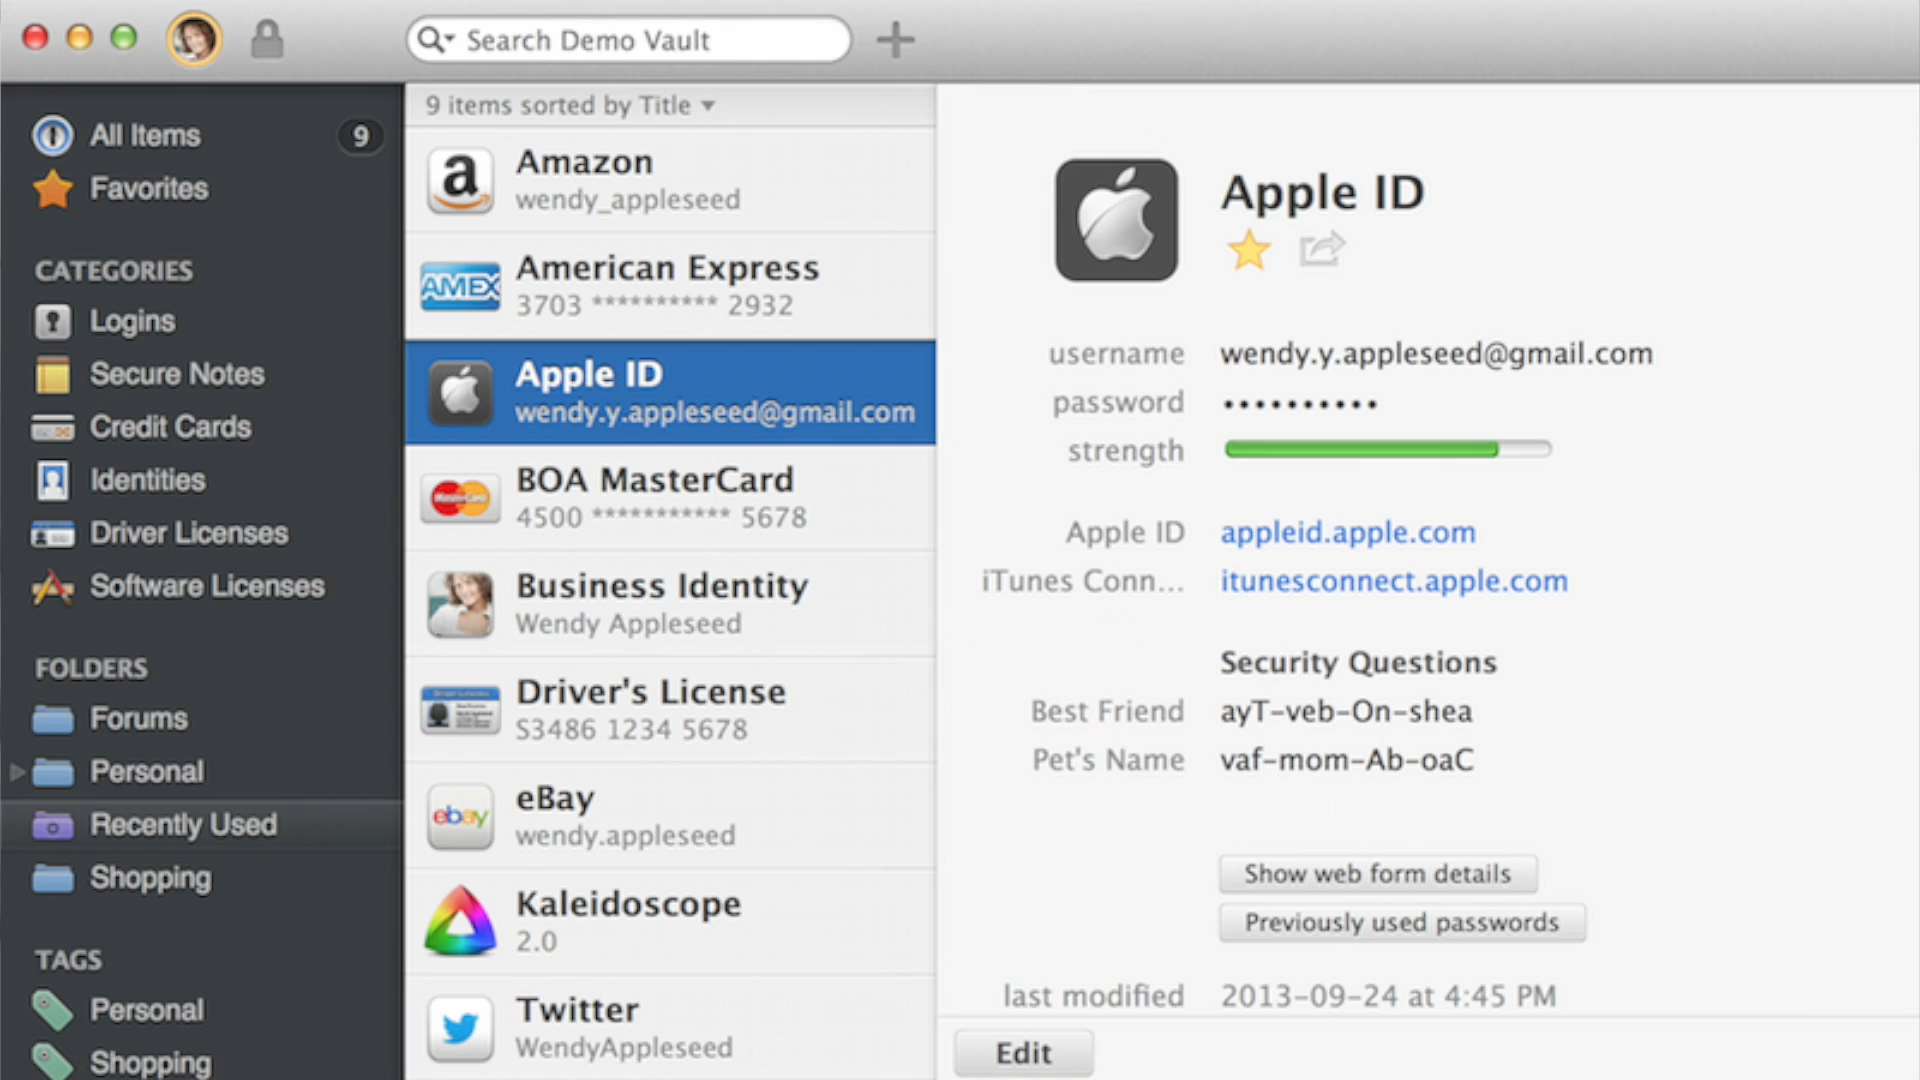 Search Demo Vault
All Items 9
Favorites
CATEGORIES
Logins
Secure Notes
Credit Cards
Identities
Driver Licenses
Software Licenses
FOLDERS
Forums
Personal
Recently Used
Shopping
TAGS
Personal
Shopping
9 items sorted by Title
a
Amazon
wendy_appleseed
AMEX
American Express
3703 ********** 2932
Apple ID
wendy.y.appleseed@gmail.com
MasterCard
BOA MasterCard
4500 *********** 5678
Business Identity
Wendy Appleseed
Driver's License
S3486 1234 5678
ebay
eBay
wendy.appleseed
Kaleidoscope
2.0
Twitter
WendyAppleseed
Apple ID
username wendy.y.appleseed@gmail.com
password ••••••••••
strength
Apple ID appleid.apple.com
iTunes Conn... itunesconnect.apple.com
Security Questions
Best Friend ayT-veb-On-shea
Pet's Name vaf-mom-Ab-oaC
Show web form details
Previously used passwords
last modified 2013-09-24 at 4:45 PM
Edit